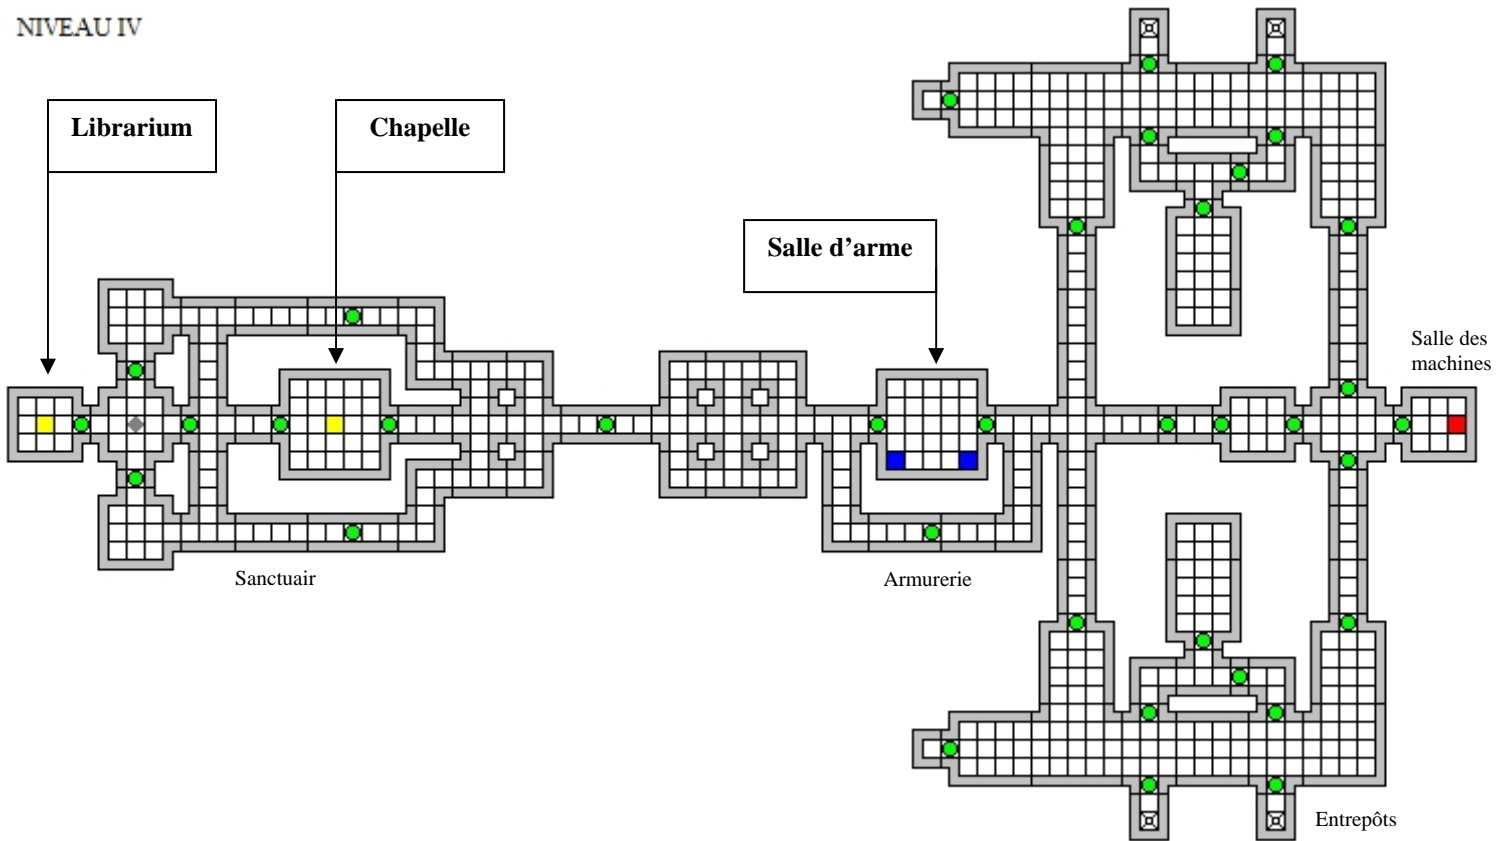 NIVEAU IV
Librarium
Chapelle
Salle d’arme
Salle des
machines
Sanctuair
Armurerie
Entrepôts